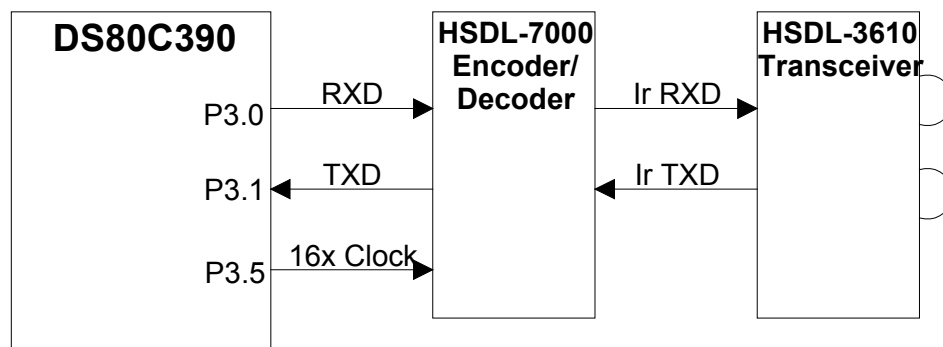 DS80C390
P3.0
P3.1
P3.5
RXD
TXD
16x Clock
HSDL-7000
Encoder/
Decoder
Ir RXD
Ir TXD
HSDL-3610
Transceiver